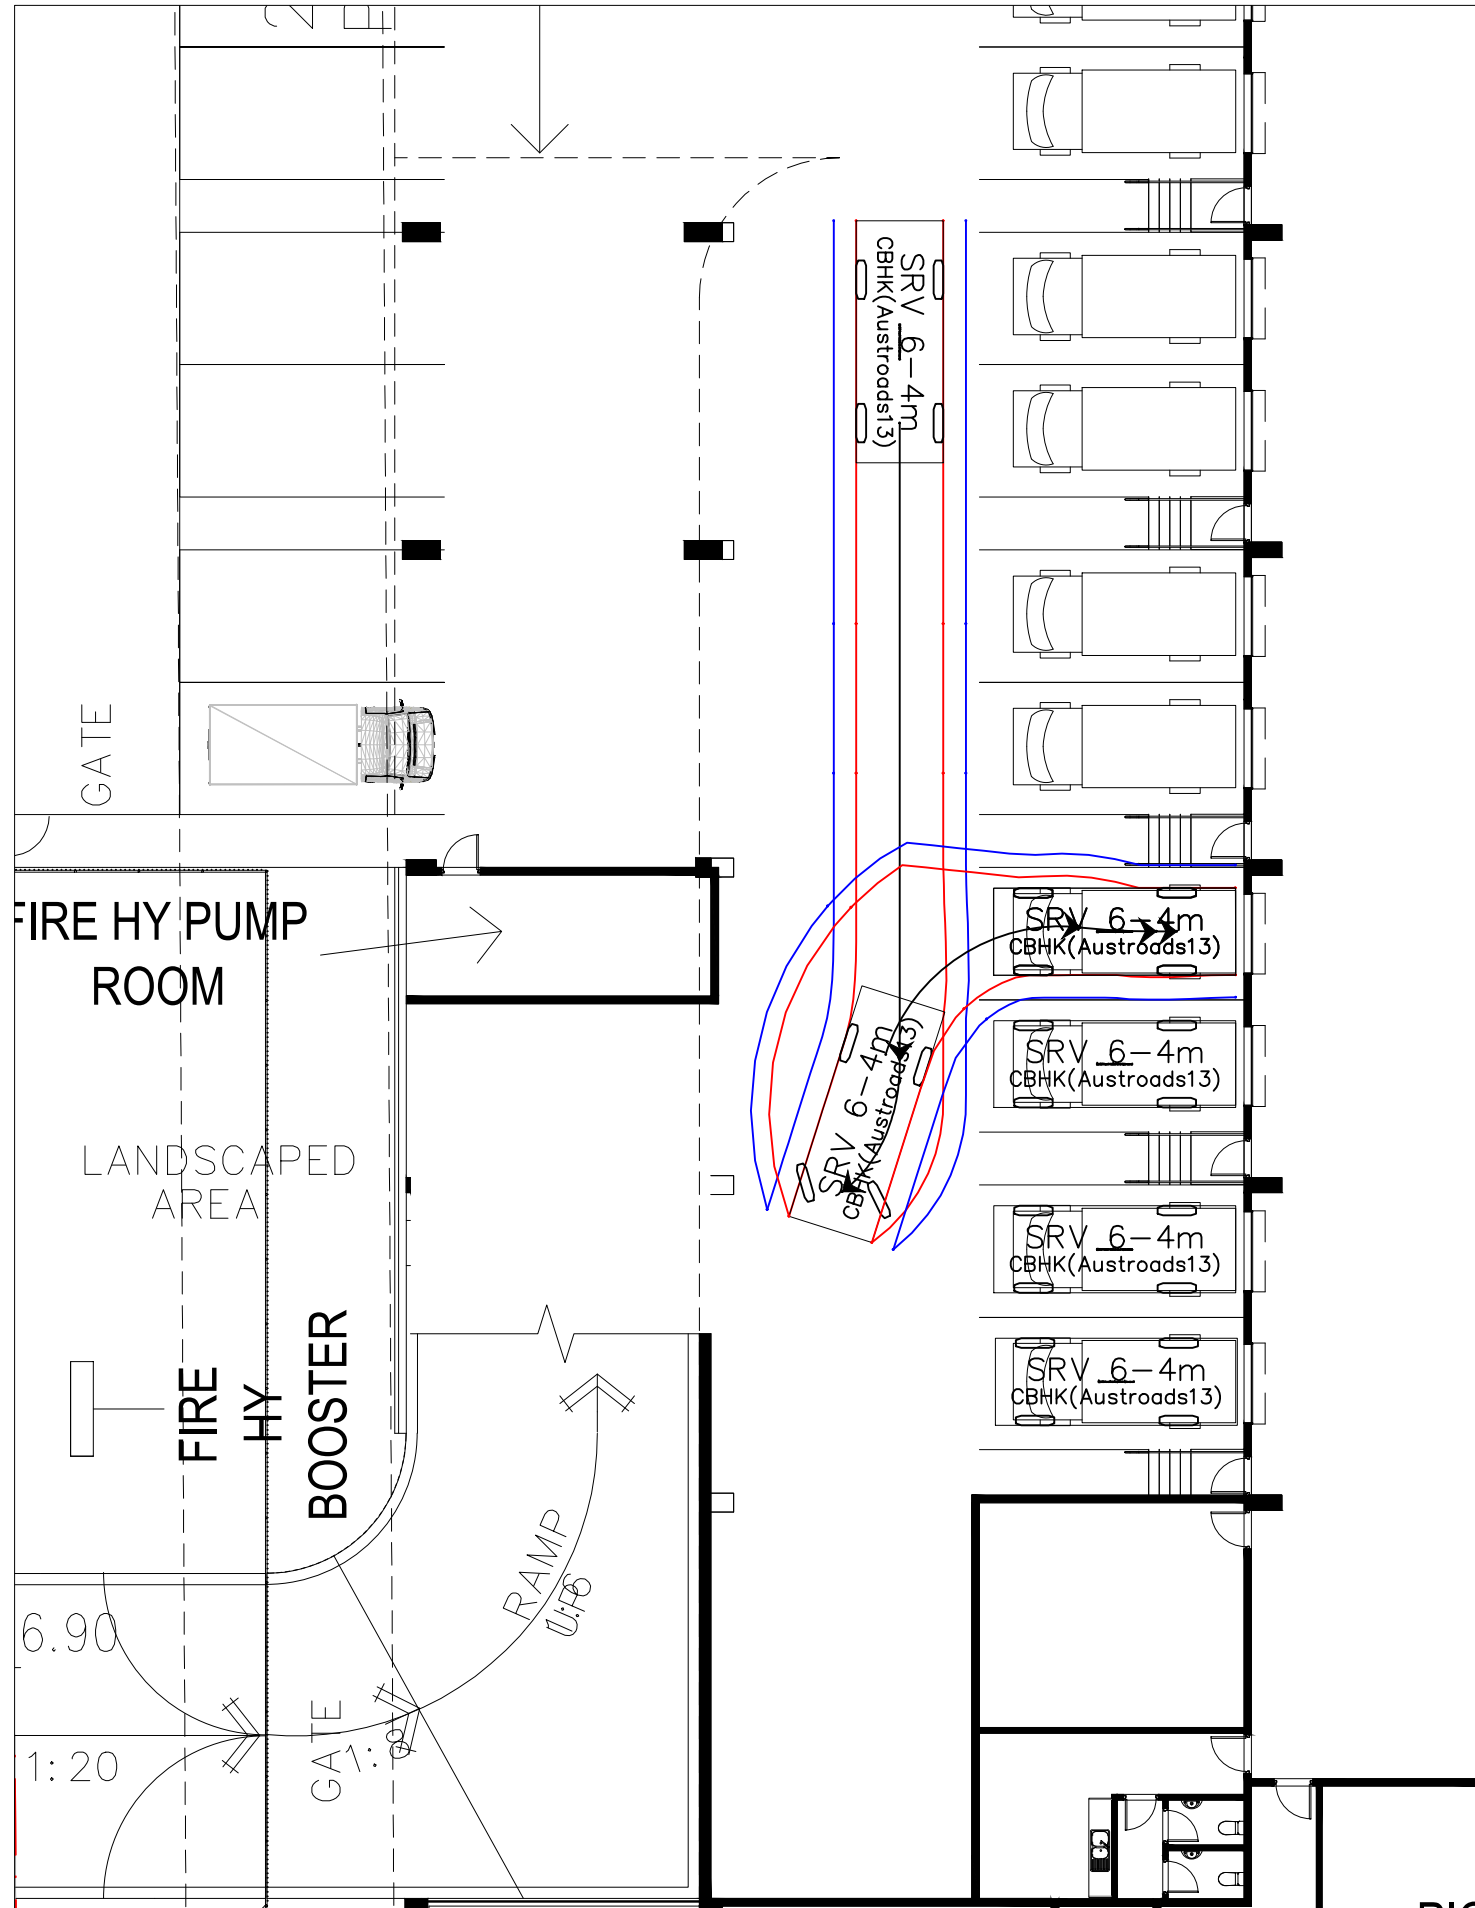 SRV 6-4m
CBHK(Austroads13)
GATE
FIRE HY PUMP
ROOM
SRV 6-4m
CBHK(Austroads13)
SRV 6-4m
CBHK(Austroads13)
SRV 6-4m
CBHK(Austroads13)
LANDSCAPED
AREA
SRV 6-4m
CBHK(Austroads13)
SRV 6-4m
CBHK(Austroads13)
FIRE
HY
BOOSTER
RAMP
6.90
GATE
1:20